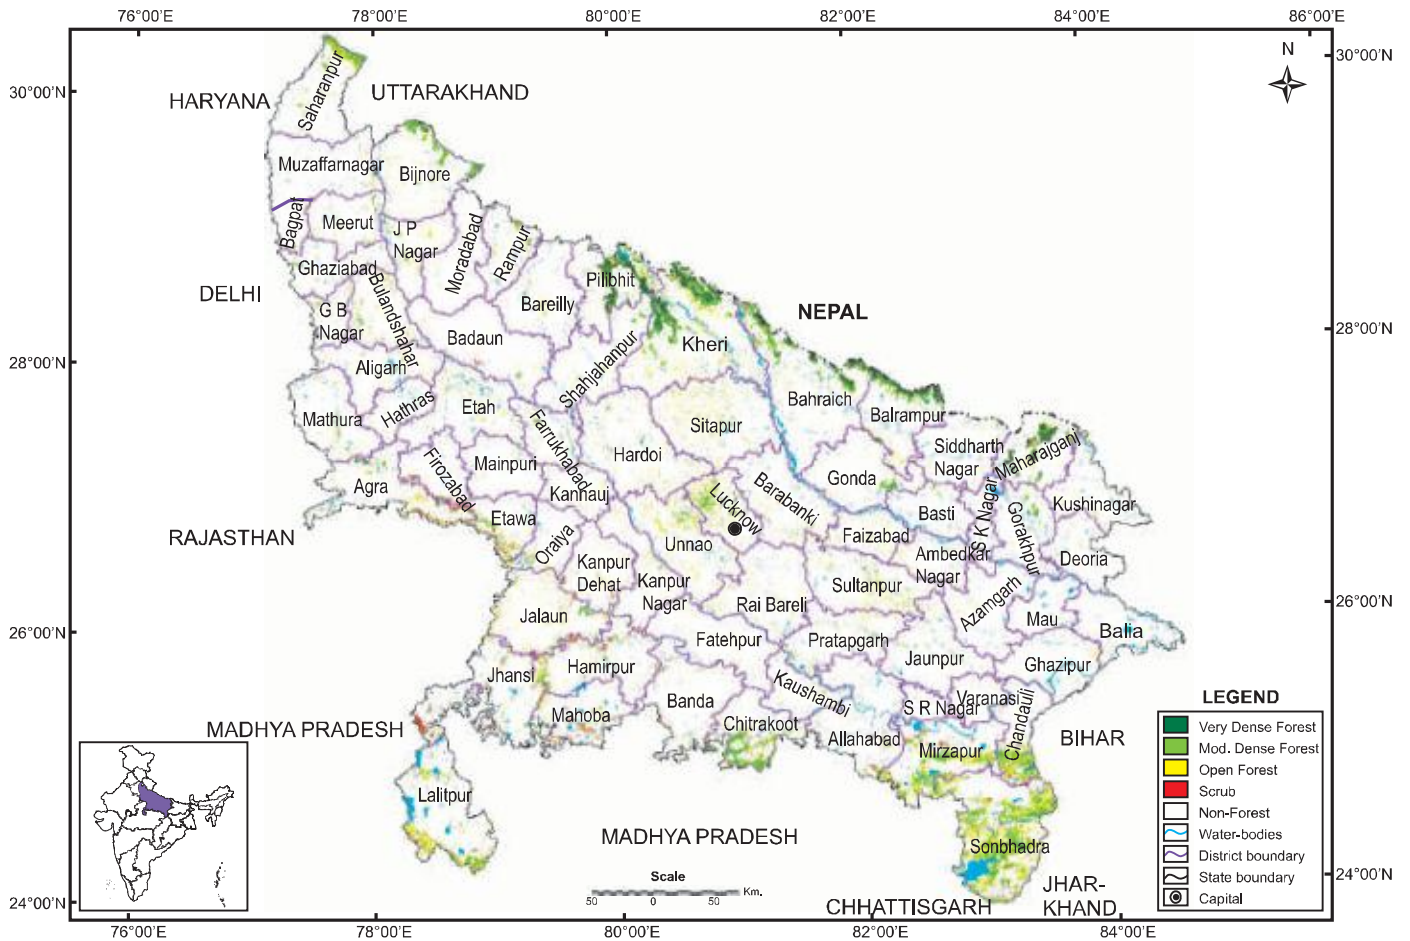 76°00'E 78°00'E 80°00'E 82°00'E 84°00'E 86°00'E
N
30°00'N
30°00'N
HARYANA
UTTARAKHAND
Saharanpur
Muzaffarnagar
Bijnore
Bagpat
Meerut
J P
Nagar
Moradabad
Rampur
Ghaziabad
DELHI
Bulandshahar
G B
Nagar
Pilibhit
Bareilly
NEPAL
28°00'N
28°00'N
Badaun
Kheri
Shahjahanpur
Aligarh
Mathura
Hathras
Etah
Bahraich
Balrampur
Sitapur
Farrukhabad
Hardoi
Siddharth
Nagar
Maharajganj
Firozabad
Mainpuri
Agra
Kannauj
Gonda
Lucknow
Barabanki
Basti
S K Nagar
Gorakhpur
Kushinagar
RAJASTHAN
Etawa
Oraiya
Unnao
Faizabad
Ambedkar
Nagar
Deoria
Kanpur
Dehat
Kanpur
Nagar
Rai Bareli
Sultanpur
Azamgarh
Mau
Balia
26°00'N
26°00'N
Jalaun
Fatehpur
Pratapgarh
Jaunpur
Ghazipur
Jhansi
Hamirpur
Banda
Kaushambi
S R Nagar
Varanasi
Chandauli
Mahoba
Chitrakoot
Allahabad
Mirzapur
BIHAR
MADHYA PRADESH
Lalitpur
MADHYA PRADESH
Sonbhadra
JHAR-
KHAND
CHHATTISGARH
Scale
50 0 50 Km.
LEGEND
Very Dense Forest
Mod. Dense Forest
Open Forest
Scrub
Non-Forest
Water-bodies
District boundary
State boundary
Capital
24°00'N
24°00'N
76°00'E 78°00'E 80°00'E 82°00'E 84°00'E